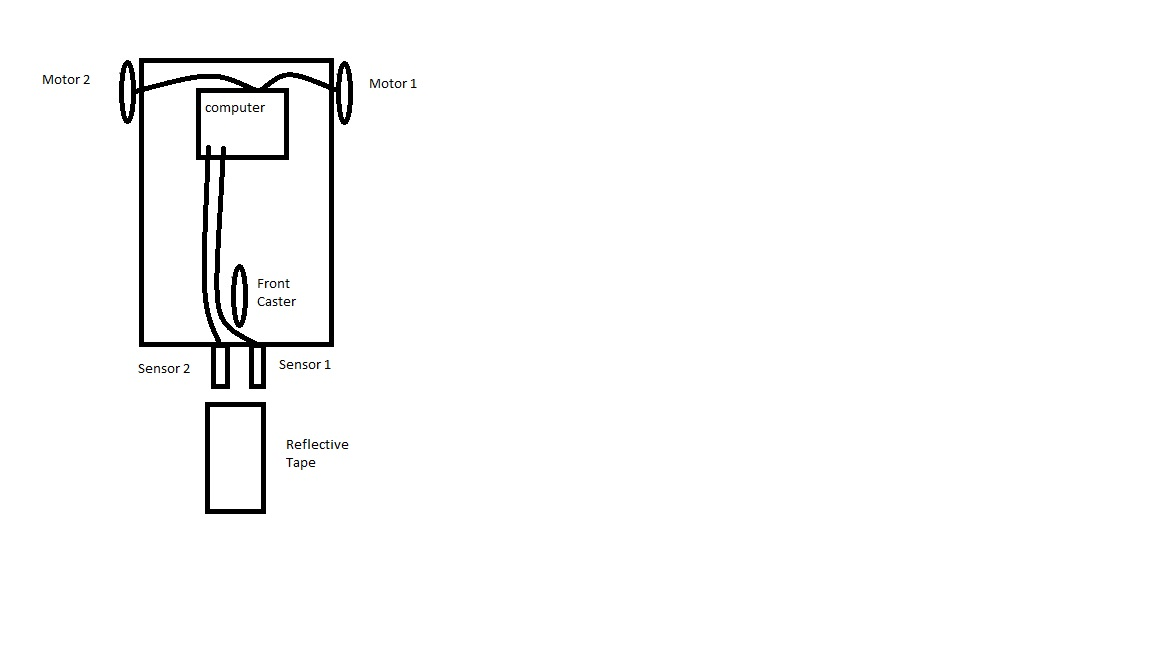 Motor 2
Motor 1
computer
Front
Caster
Sensor 2
Sensor 1
Reflective
Tape